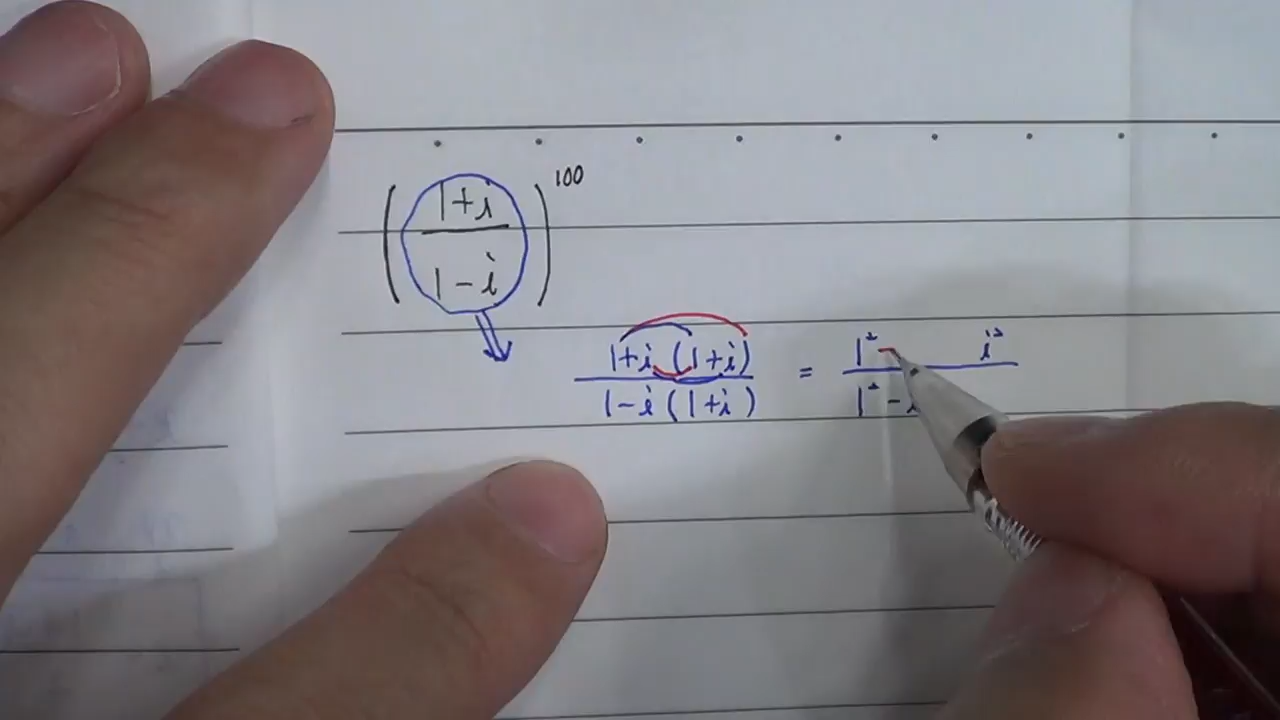 (1+i / 1-i)^100
1+i (1+i) / 1-i (1+i) = 1² - i² / 1² - i